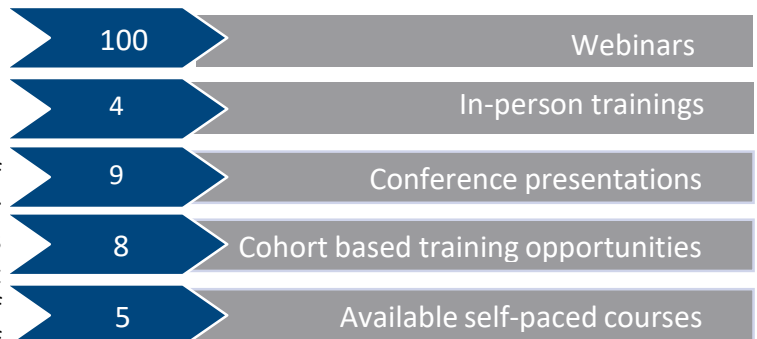 100 Webinars
4 In-person trainings
9 Conference presentations
8 Cohort based training opportunities
5 Available self-paced courses